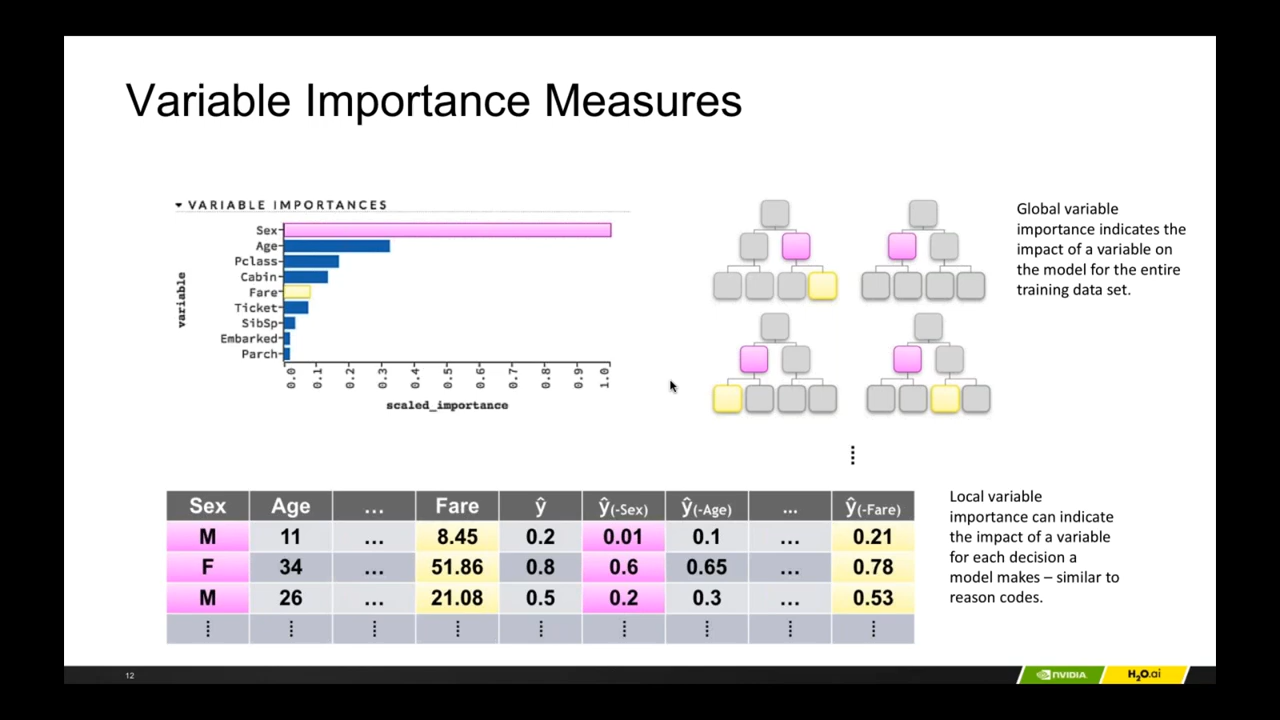 Variable Importance Measures
▼ VARIABLE IMPORTANCES
variable
Sex
Age
Pclass
Cabin
Fare
Ticket
SibSp
Embarked
Parch
0.0 0.1 0.2 0.3 0.4 0.5 0.6 0.7 0.8 0.9 1.0
scaled_importance
Global variable
importance indicates the
impact of a variable on
the model for the entire
training data set.
Sex Age … Fare ŷ ŷ(-Sex) ŷ(-Age) … ŷ(-Fare)
M 11 … 8.45 0.2 0.01 0.1 … 0.21
F 34 … 51.86 0.8 0.6 0.65 … 0.78
M 26 … 21.08 0.5 0.2 0.3 … 0.53
Local variable
importance can indicate
the impact of a variable
for each decision a
model makes – similar to
reason codes.
12
NVIDIA.
H2O.ai